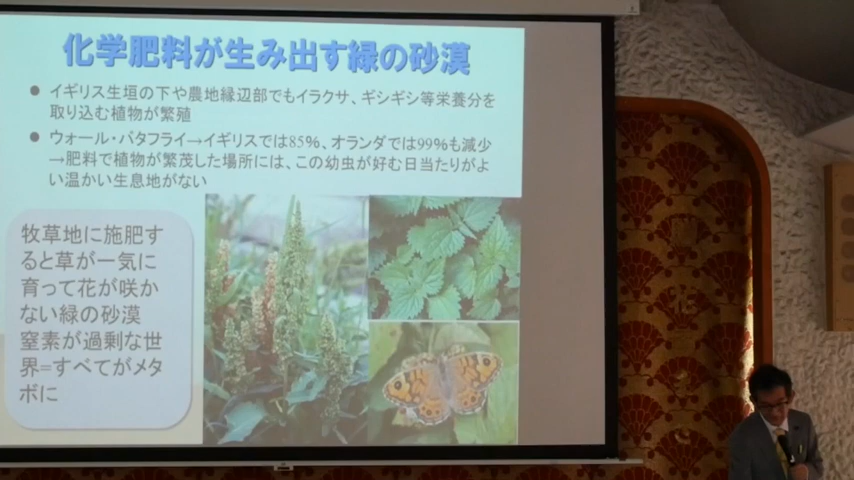 化学肥料が生み出す緑の砂漠
● イギリス生垣の下や農地縁辺部でもイラクサ、ギシギシ等栄養分を
取り込む植物が繁殖
● ウォール・バタフライ→イギリスでは85%、オランダでは99%も減少
→肥料で植物が繁茂した場所には、この幼虫が好む日当たりがよ
い温かい生息地がない
牧草地に施肥す
ると草が一気に
育って花が咲か
ない緑の砂漠
窒素が過剰な世
界=すべてがメタ
ボに